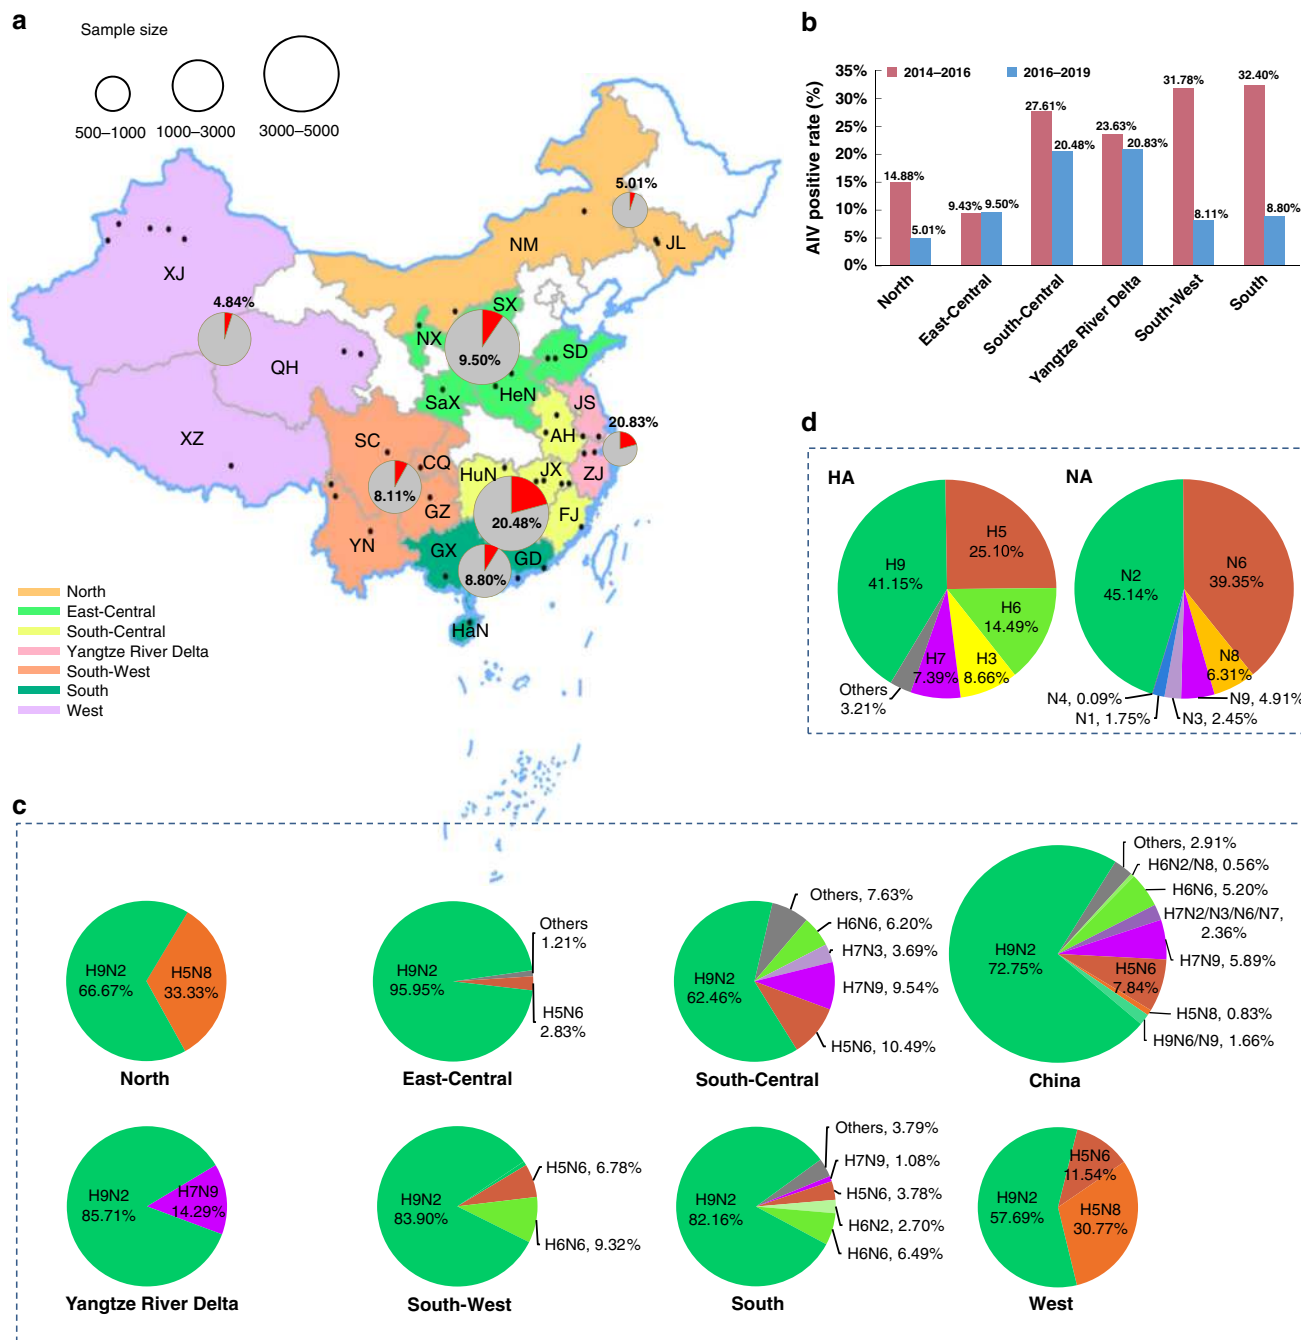 a
Sample size
500–1000
1000–3000
3000–5000
5.01%
NM
JL
XJ
4.84%
SX
NX
9.50%
SD
QH
SaX
HeN
JS
XZ
SC
AH
20.83%
CQ
HuN
JX
ZJ
8.11%
GZ
20.48%
FJ
YN
GX
GD
8.80%
HaN
North
East-Central
South-Central
Yangtze River Delta
South-West
South
West
b
AIV positive rate (%)
35%
30%
25%
20%
15%
10%
5%
0%
2014–2016
2016–2019
14.88%
5.01%
9.43%
9.50%
27.61%
20.48%
23.63%
20.83%
31.78%
8.11%
32.40%
8.80%
North
East-Central
South-Central
Yangtze River Delta
South-West
South
d
HA
H9
41.15%
H5
25.10%
H6
14.49%
H3
8.66%
H7
7.39%
Others
3.21%
NA
N2
45.14%
N6
39.35%
N8
6.31%
N4, 0.09%
N9, 4.91%
N1, 1.75%
N3, 2.45%
c
H9N2
66.67%
H5N8
33.33%
North
H9N2
95.95%
Others
1.21%
H5N6
2.83%
East-Central
H9N2
62.46%
Others, 7.63%
H6N6, 6.20%
H7N3, 3.69%
H7N9, 9.54%
H5N6, 10.49%
South-Central
H9N2
72.75%
Others, 2.91%
H6N2/N8, 0.56%
H6N6, 5.20%
H7N2/N3/N6/N7,
2.36%
H7N9, 5.89%
H5N6
7.84%
H5N8, 0.83%
H9N6/N9, 1.66%
China
H9N2
85.71%
H7N9
14.29%
Yangtze River Delta
H9N2
83.90%
H5N6, 6.78%
H6N6, 9.32%
South-West
H9N2
82.16%
Others, 3.79%
H7N9, 1.08%
H5N6, 3.78%
H6N2, 2.70%
H6N6, 6.49%
South
H9N2
57.69%
H5N6
11.54%
H5N8
30.77%
West